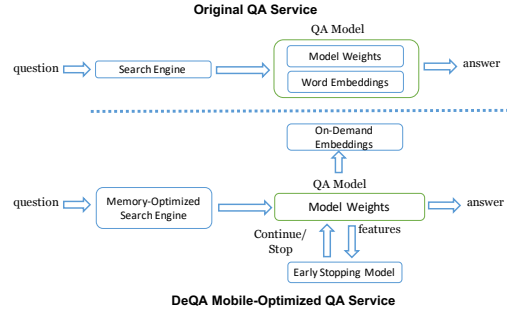 Original QA Service
QA Model
question
Search Engine
Model Weights
Word Embeddings
answer
On-Demand
Embeddings
QA Model
question
Memory-Optimized
Search Engine
Model Weights
answer
Continue/
Stop
features
Early Stopping Model
DeQA Mobile-Optimized QA Service